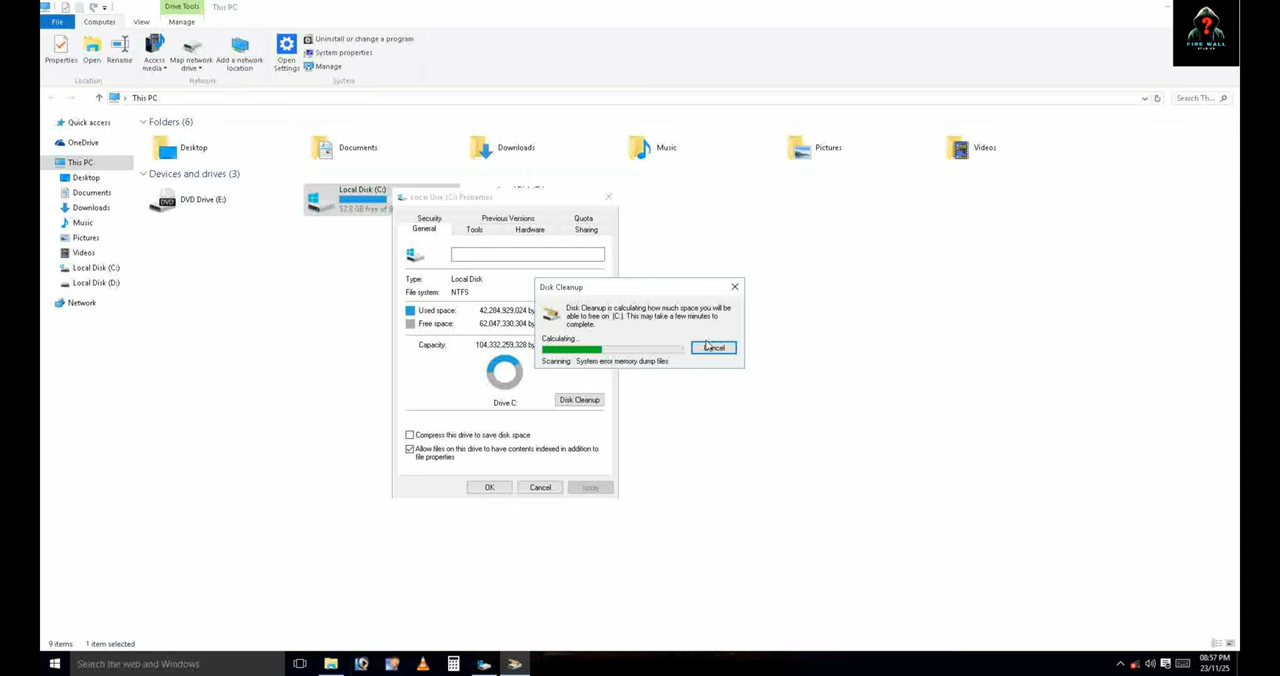 Drive Tools
This PC
File
Computer
View
Manage
Properties
Open
Rename
Access media
Map network drive
Add a network location
Open Settings
Uninstall or change a program
System properties
Manage
Location
Network
System
This PC
Search Th...
Quick access
OneDrive
This PC
Desktop
Documents
Downloads
Music
Pictures
Videos
Local Disk (C:)
Local Disk (D:)
Network
Folders (6)
Desktop
Documents
Downloads
Music
Pictures
Videos
Devices and drives (3)
DVD Drive (E:)
Local Disk (C:)
57.8 GB free of
Local Disk (C:) Properties
Security
Previous Versions
Quota
General
Tools
Hardware
Sharing
Type: Local Disk
File system: NTFS
Used space: 42,284,929,024 by
Free space: 62,047,330,304 by
Capacity: 104,332,259,328 by
Drive C:
Disk Cleanup
Compress this drive to save disk space
Allow files on this drive to have contents indexed in addition to
file properties
OK
Cancel
Apply
Disk Cleanup
Disk Cleanup is calculating how much space you will be
able to free on (C:). This may take a few minutes to
complete.
Calculating...
Cancel
Scanning: System error memory dump files
9 items
1 item selected
Search the web and Windows
08:57 PM
23/11/25
?
FIRE WALL
STUDIOS